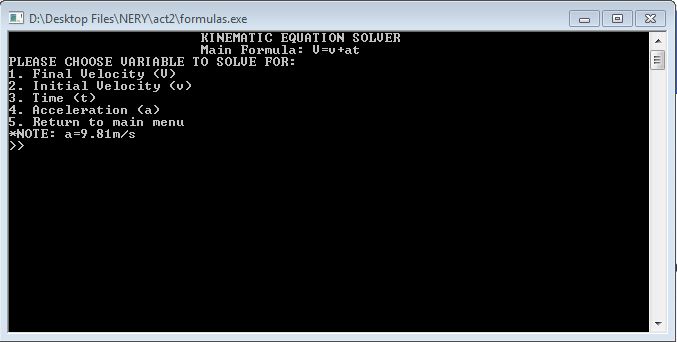 D:\Desktop Files\NERY\act2\formulas.exe
KINEMATIC EQUATION SOLVER
Main Formula: V=v+at
PLEASE CHOOSE VARIABLE TO SOLVE FOR:
1. Final Velocity (V)
2. Initial Velocity (v)
3. Time (t)
4. Acceleration (a)
5. Return to main menu
*NOTE: a=9.81m/s
>>